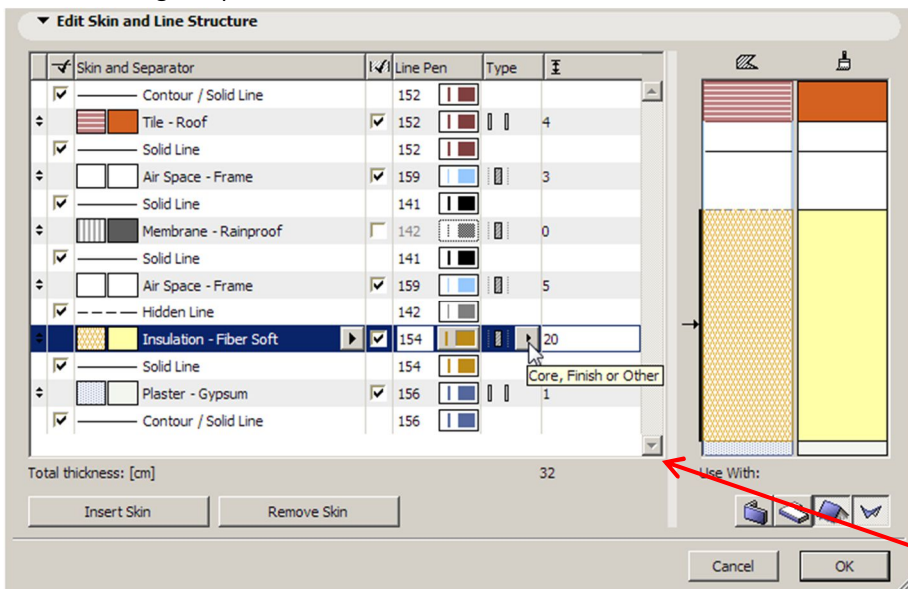 Edit Skin and Line Structure
Skin and Separator Line Pen Type
Contour / Solid Line 152
Tile - Roof 152 4
Solid Line 152
Air Space - Frame 159 3
Solid Line 141
Membrane - Rainproof 142 0
Solid Line 141
Air Space - Frame 159 5
Hidden Line 142
Insulation - Fiber Soft 154 20
Solid Line 154
Core, Finish or Other
Plaster - Gypsum 156 1
Contour / Solid Line 156
Total thickness: [cm] 32 Use With:
Insert Skin Remove Skin
Cancel OK